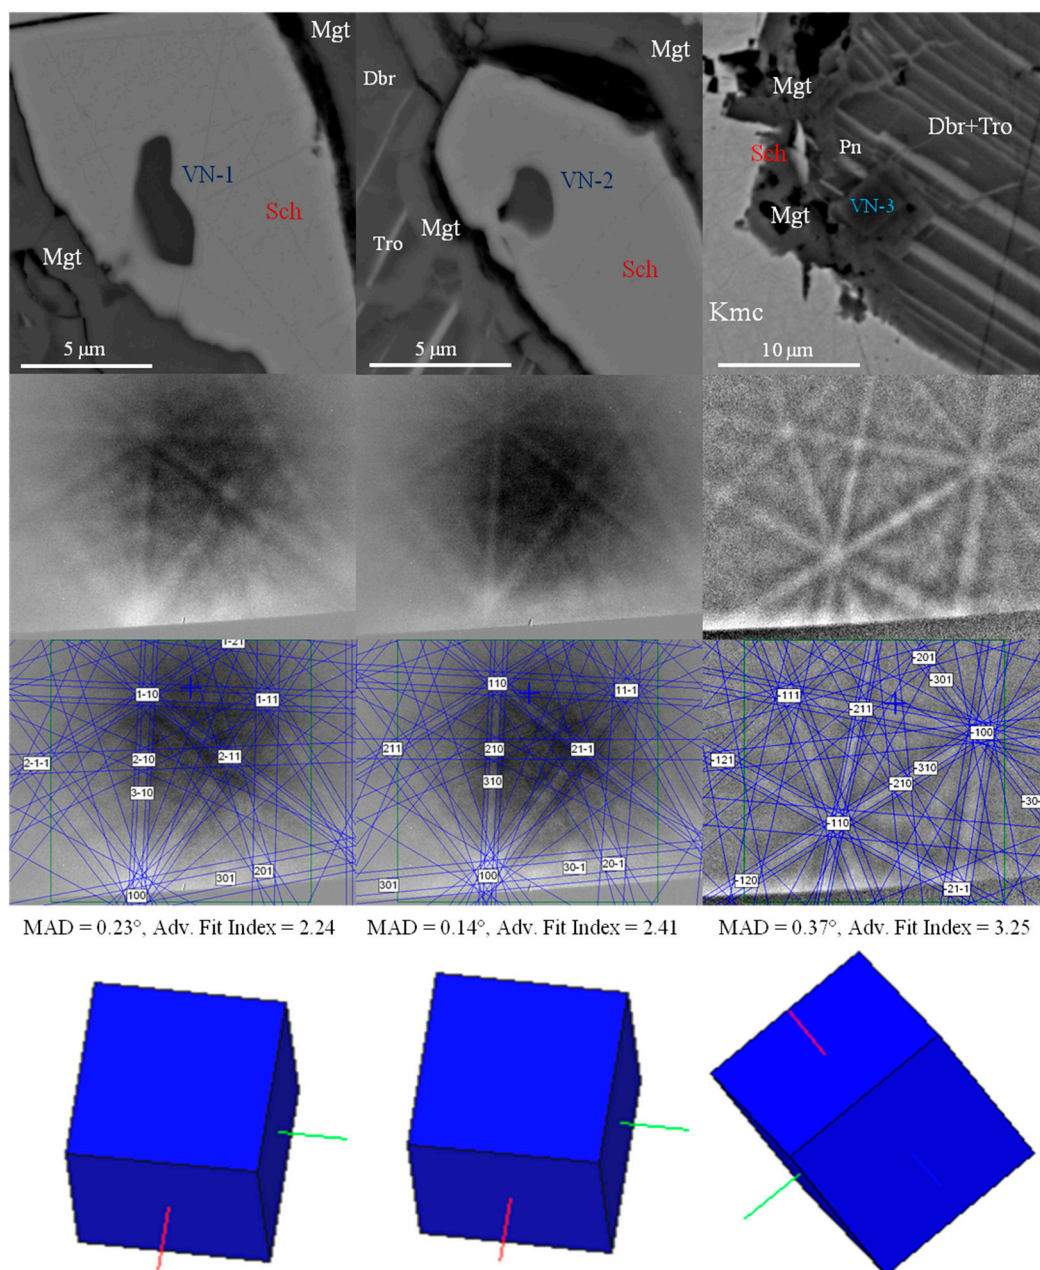 Mgt
VN-1
Sch
Mgt
5 μm
Mgt
Dbr
VN-2
Mgt
Tro
Sch
5 μm
Mgt
Dbr+Tro
Pn
Sch
VN-3
Mgt
Kmc
10 μm
1-21
1-10
1-11
2-1-1
2-10
2-11
3-10
201
301
100
110
11-1
211
210
21-1
310
30-1
20-1
301
100
-201
-301
-111
-211
-100
-121
-310
-210
-110
-120
-21-1
MAD = 0.23°, Adv. Fit Index = 2.24
MAD = 0.14°, Adv. Fit Index = 2.41
MAD = 0.37°, Adv. Fit Index = 3.25